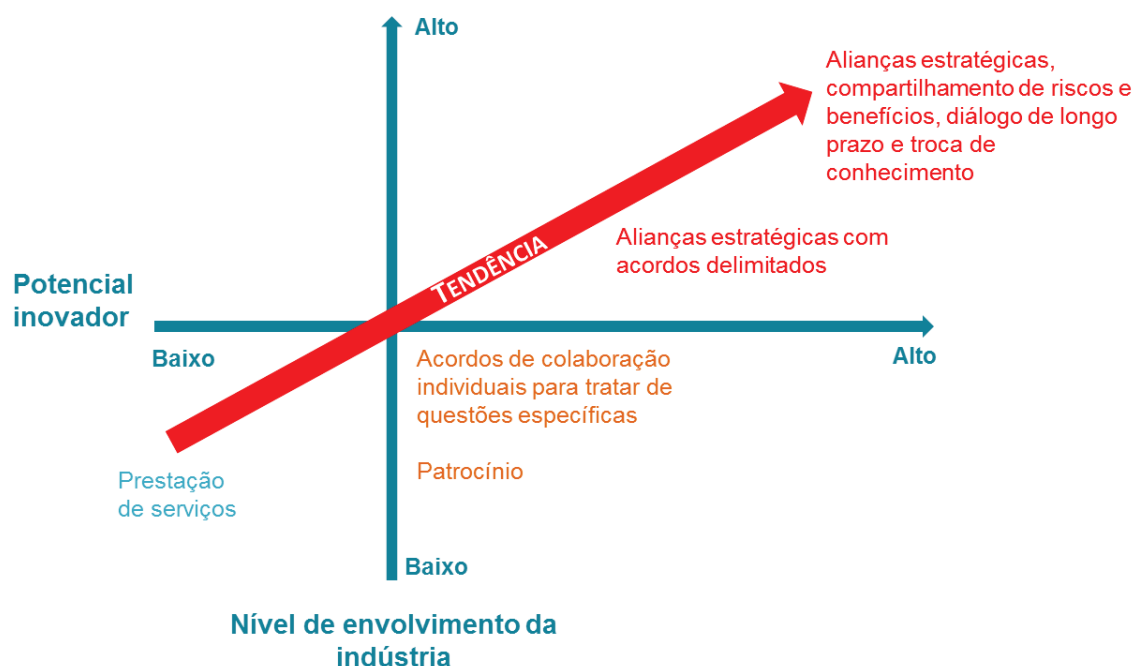 Alto
Alianças estratégicas,
compartilhamento de riscos e
benefícios, diálogo de longo
prazo e troca de
conhecimento
TENDÊNCIA
Alianças estratégicas com
acordos delimitados
Potencial
inovador
Baixo
Alto
Acordos de colaboração
individuais para tratar de
questões específicas
Patrocínio
Prestação
de serviços
Baixo
Nível de envolvimento da
indústria